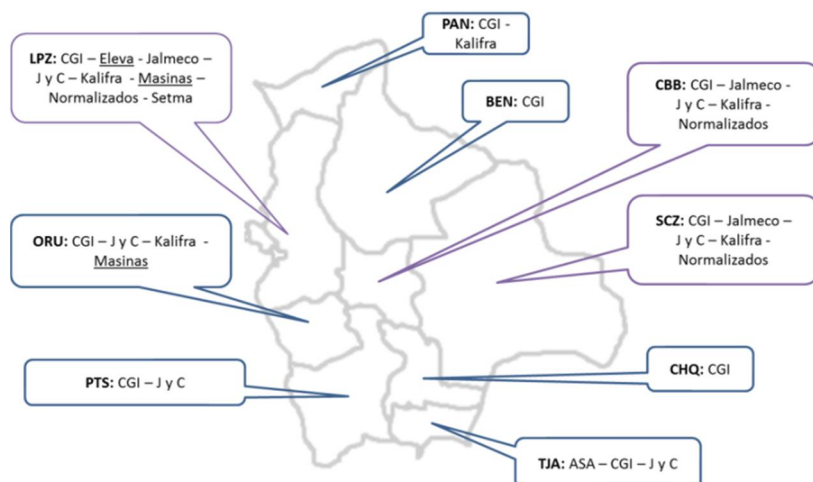 PAN: CGI -
Kalifra
LPZ: CGI – Eleva - Jalmeco –
J y C – Kalifra - Masinas –
Normalizados - Setma
BEN: CGI
CBB: CGI – Jalmeco -
J y C – Kalifra -
Normalizados
SCZ: CGI – Jalmeco –
J y C – Kalifra -
Normalizados
ORU: CGI – J y C – Kalifra -
Masinas
PTS: CGI – J y C
CHQ: CGI
TJA: ASA – CGI – J y C